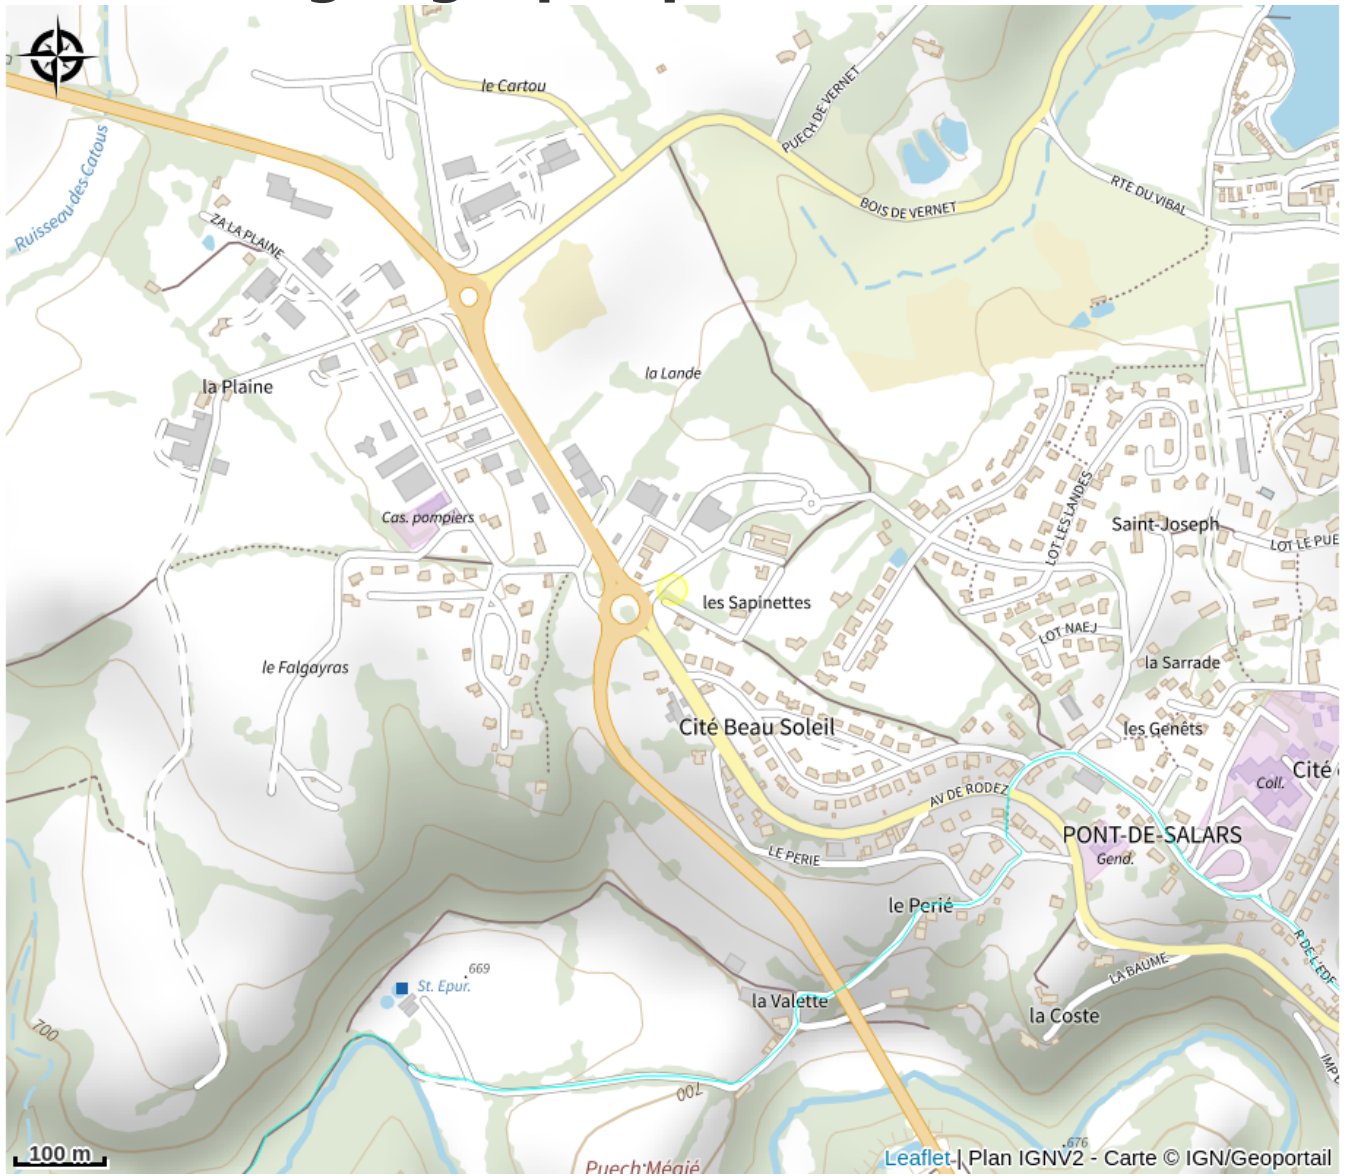 le Cartou
PUECH DE VERNET
Ruisseau des Catous
RTE DU VIBAL
BOIS DE VERNET
ZA LA PLAINE
la Lande
la Plaine
LOT LES LANDES
Cas. pompiers
Saint-Joseph
LOT LE PUE
les Sapinettes
LOT NAEJ
le Falgayras
la Sarrade
Cité Beau Soleil
les Genêts
Cité
Coll.
AV DE RODEZ
PONT-DE-SALARS
LE PERIE
Gend.
le Perié
R DE L'EDF
669
LA BAUME
St. Epur.
la Valette
la Coste
700
IMP
700
676
100 m
Leaflet | Plan IGNV2 - Carte © IGN/Geoportail
Puech Mégié